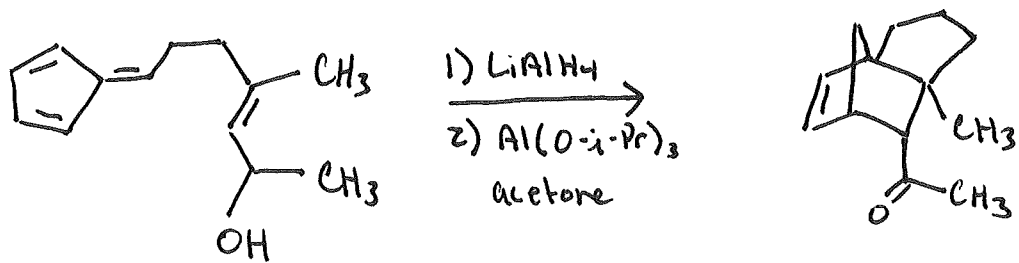 CH3
CH3
OH
1) LiAlH4
2) Al(O-i-Pr)3
acetone
CH3
O
CH3